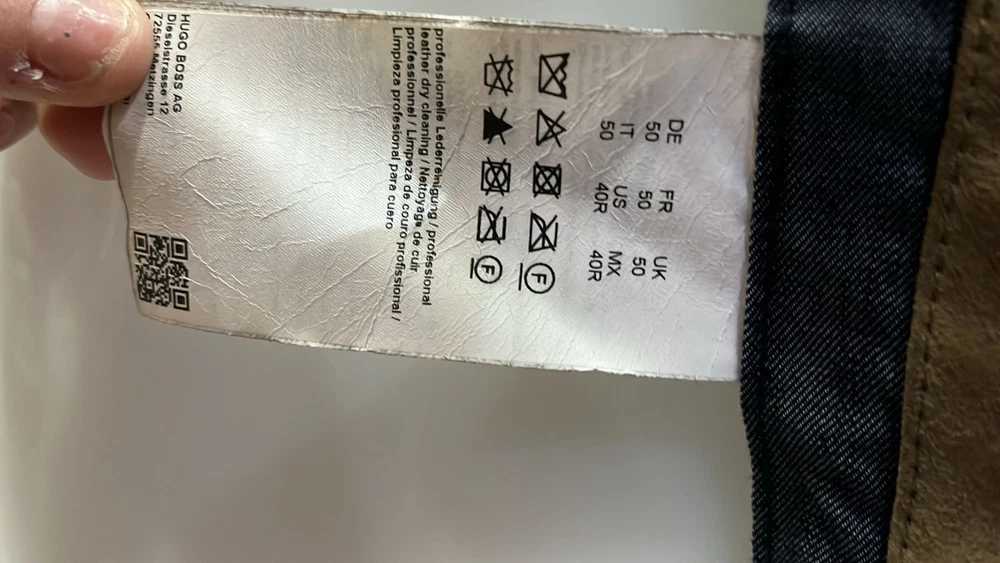 DE FR UK
50 50 50
IT US MX
50 40R 40R
F
F
professionelle Lederreinigung / professional
leather dry cleaning / Nettoyage de cuir
professionnel / Limpeza de couro profissional /
Limpieza profesional para cuero
HUGO BOSS AG
Dieselstrasse 12
72555 Metzingen